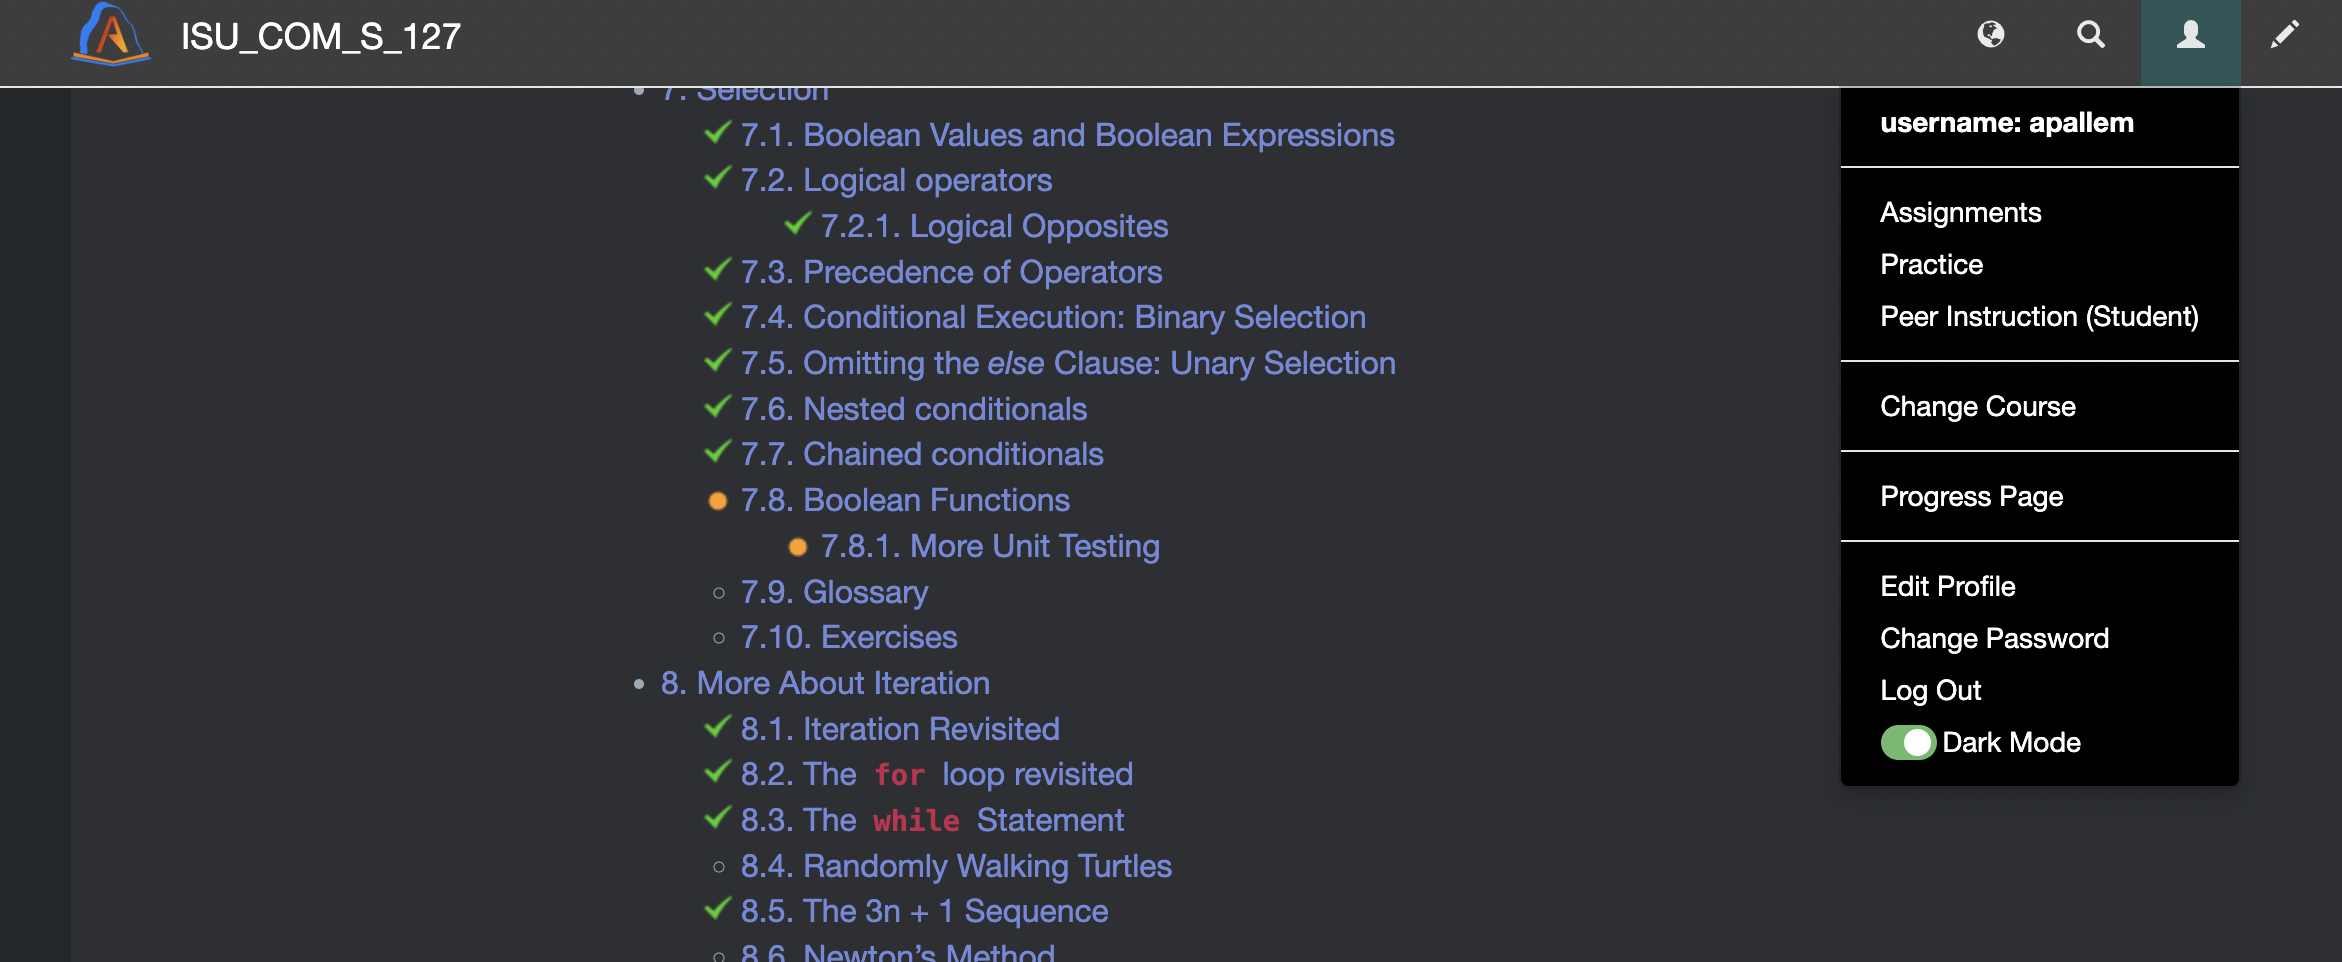 ISU_COM_S_127
7. Selection
7.1. Boolean Values and Boolean Expressions
7.2. Logical operators
7.2.1. Logical Opposites
7.3. Precedence of Operators
7.4. Conditional Execution: Binary Selection
7.5. Omitting the else Clause: Unary Selection
7.6. Nested conditionals
7.7. Chained conditionals
7.8. Boolean Functions
7.8.1. More Unit Testing
7.9. Glossary
7.10. Exercises
8. More About Iteration
8.1. Iteration Revisited
8.2. The for loop revisited
8.3. The while Statement
8.4. Randomly Walking Turtles
8.5. The 3n + 1 Sequence
8.6. Newton's Method
username: apallem
Assignments
Practice
Peer Instruction (Student)
Change Course
Progress Page
Edit Profile
Change Password
Log Out
Dark Mode